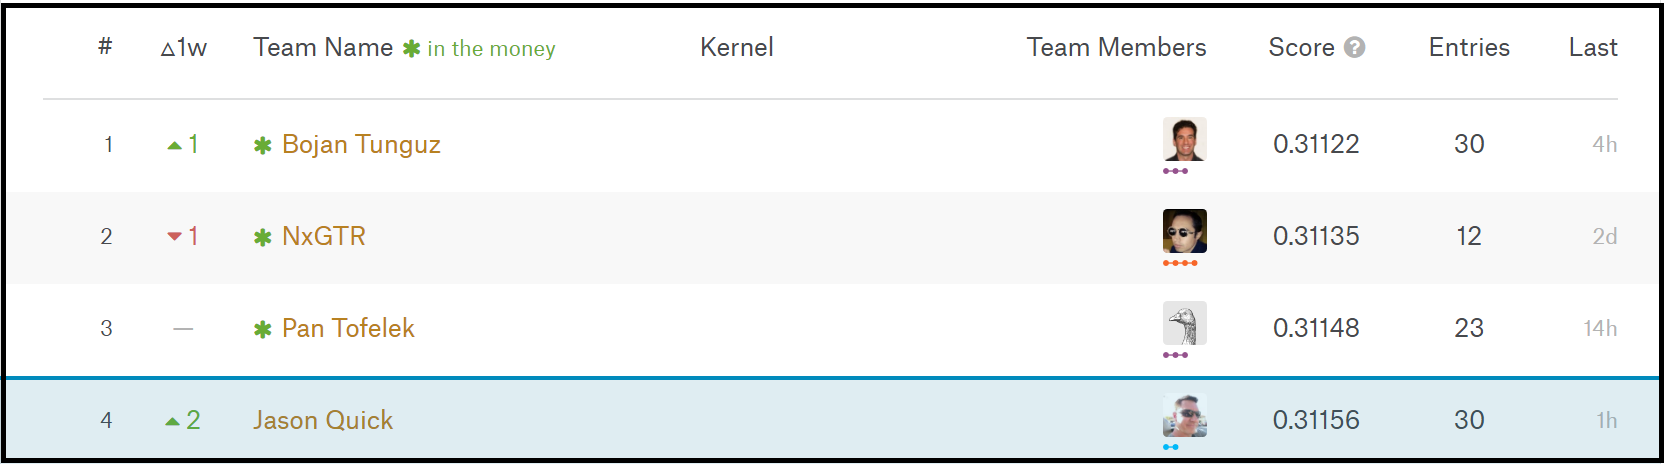 # △1w Team Name ✱ in the money Kernel Team Members Score ? Entries Last
1 ▲1 ✱ Bojan Tunguz 0.31122 30 4h
2 ▼1 ✱ NxGTR 0.31135 12 2d
3 — ✱ Pan Tofelek 0.31148 23 14h
4 ▲2 Jason Quick 0.31156 30 1h